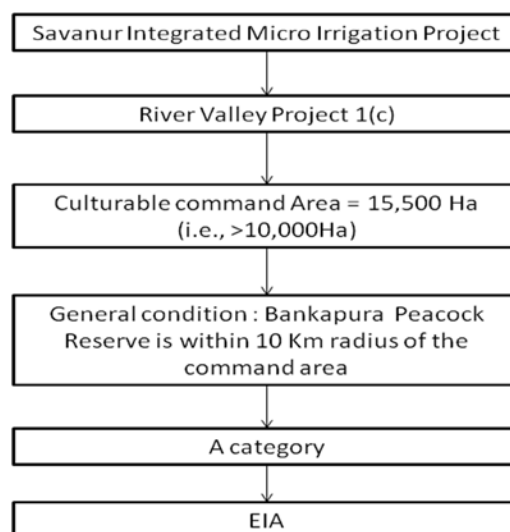 Savanur Integrated Micro Irrigation Project
River Valley Project 1(c)
Culturable command Area = 15,500 Ha
(i.e., >10,000Ha)
General condition : Bankapura Peacock
Reserve is within 10 Km radius of the
command area
A category
EIA